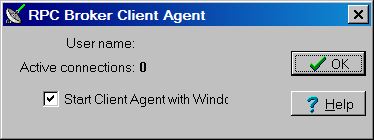 RPC Broker Client Agent
User name:
Active connections: 0
OK
Start Client Agent with Windo
Help